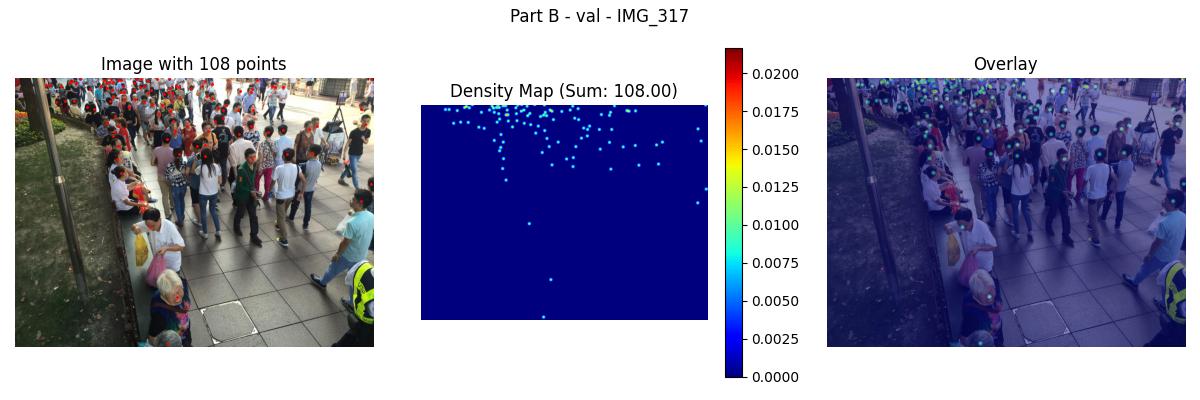 Part B - val - IMG_317
Image with 108 points
Density Map (Sum: 108.00)
Overlay
0.0200
0.0175
0.0150
0.0125
0.0100
0.0075
0.0050
0.0025
0.0000